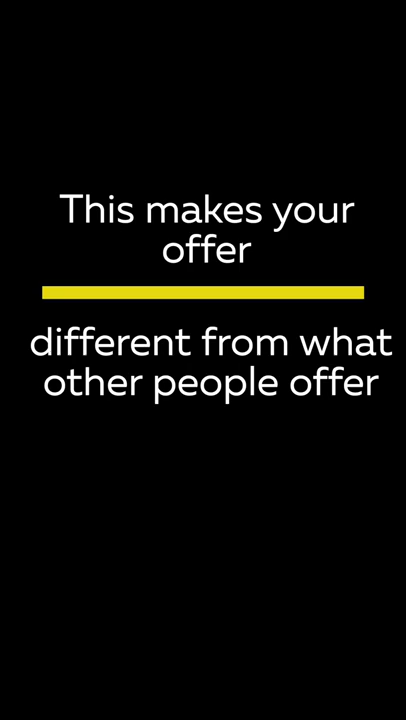 This makes your
offer
different from what
other people offer